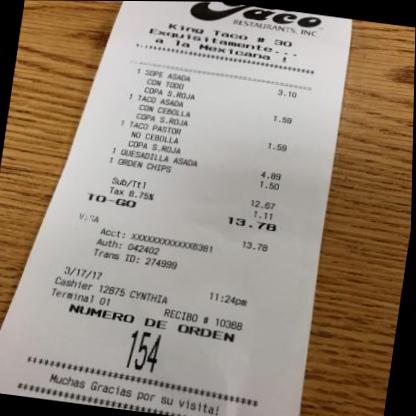 Taco
RESTAURANTS, INC.
King Taco # 30
Exquisitamente...
a la Mexicana !
1 SOPE ASADA 3.10
CON TODO
COPA S.ROJA
1 TACO ASADA 1.59
CON CEBOLLA
COPA S.ROJA
1 TACO PASTOR 1.59
NO CEBOLLA
COPA S.ROJA
1 QUESADILLA ASADA 4.89
1 ORDEN CHIPS 1.50
Sub/Ttl 12.67
Tax 8.75% 1.11
TO-GO 13.78
VISA 13.78
Acct: XXXXXXXXXXXX6381
Auth: 042402
Trans ID: 274999
3/17/17 11:24pm
Cashier 12875 CYNTHIA
Terminal 01 RECIBO # 10368
NUMERO DE ORDEN
154
Muchas Gracias por su visita!